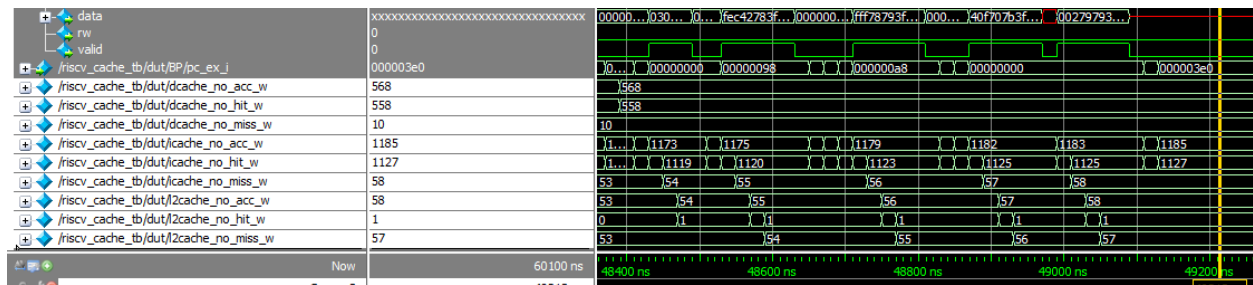 data xxxxxxxxxxxxxxxxxxxxxxxxxxxxxxxx 00000... 030... 0... fec42783f... 000000... fff78793f... 000... 40f707b3f... 00279793...
rw 0
valid 0
/riscv_cache_tb/dut/BP/pc_ex_i 000003e0 0... 00000000 00000098 000000a8 00000000 000003e0
/riscv_cache_tb/dut/dcache_no_acc_w 568 568
/riscv_cache_tb/dut/dcache_no_hit_w 558 558
/riscv_cache_tb/dut/dcache_no_miss_w 10 10
/riscv_cache_tb/dut/icache_no_acc_w 1185 1... 1173 1175 1179 1182 1183 1185
/riscv_cache_tb/dut/icache_no_hit_w 1127 1... 1119 1120 1123 1125 1125 1127
/riscv_cache_tb/dut/icache_no_miss_w 58 53 54 55 56 57 58
/riscv_cache_tb/dut/l2cache_no_acc_w 58 53 54 55 56 57 58
/riscv_cache_tb/dut/l2cache_no_hit_w 1 0 1 1 1 1 1
/riscv_cache_tb/dut/l2cache_no_miss_w 57 53 54 55 56 57
Now 60100 ns 48400 ns 48600 ns 48800 ns 49000 ns 49200 ns